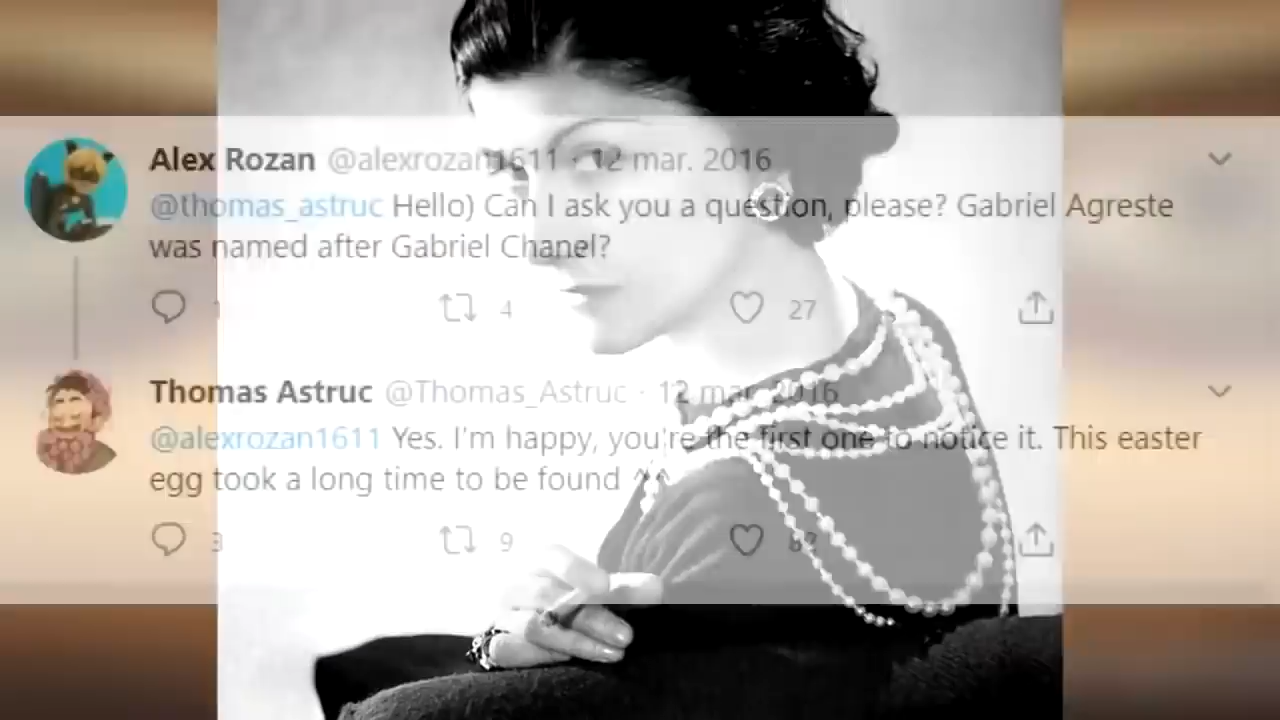 Alex Rozan @alexrozan1611 · 12 mar. 2016
@thomas_astruc Hello) Can I ask you a question, please? Gabriel Agreste
was named after Gabriel Chanel?
1 4 27
Thomas Astruc @Thomas_Astruc · 12 mar. 2016
@alexrozan1611 Yes. I'm happy, you're the first one to notice it. This easter
egg took a long time to be found ^^
9